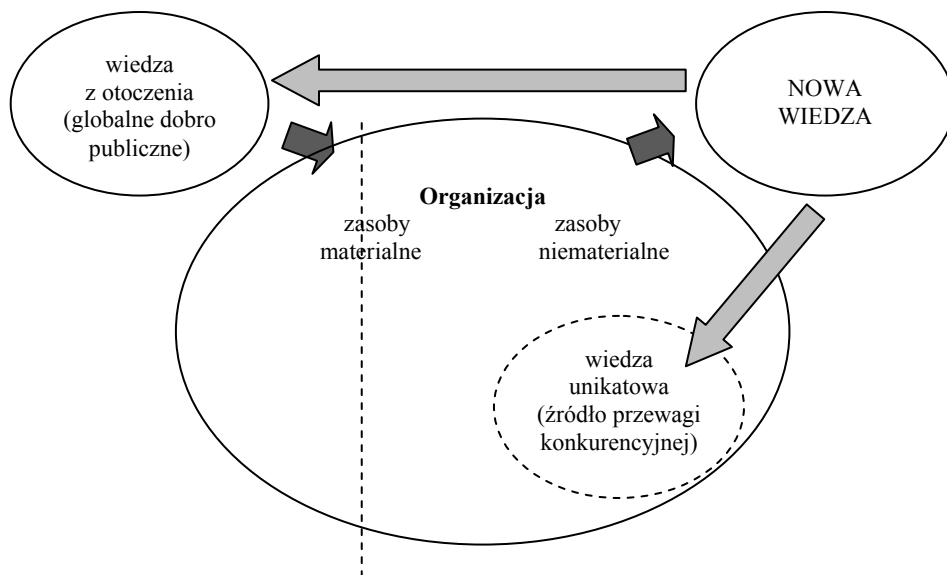 wiedza
z otoczenia
(globalne dobro
publiczne)
NOWA
WIEDZA
Organizacja
zasoby
materialne
zasoby
niematerialne
wiedza
unikatowa
(źródło przewagi
konkurencyjnej)